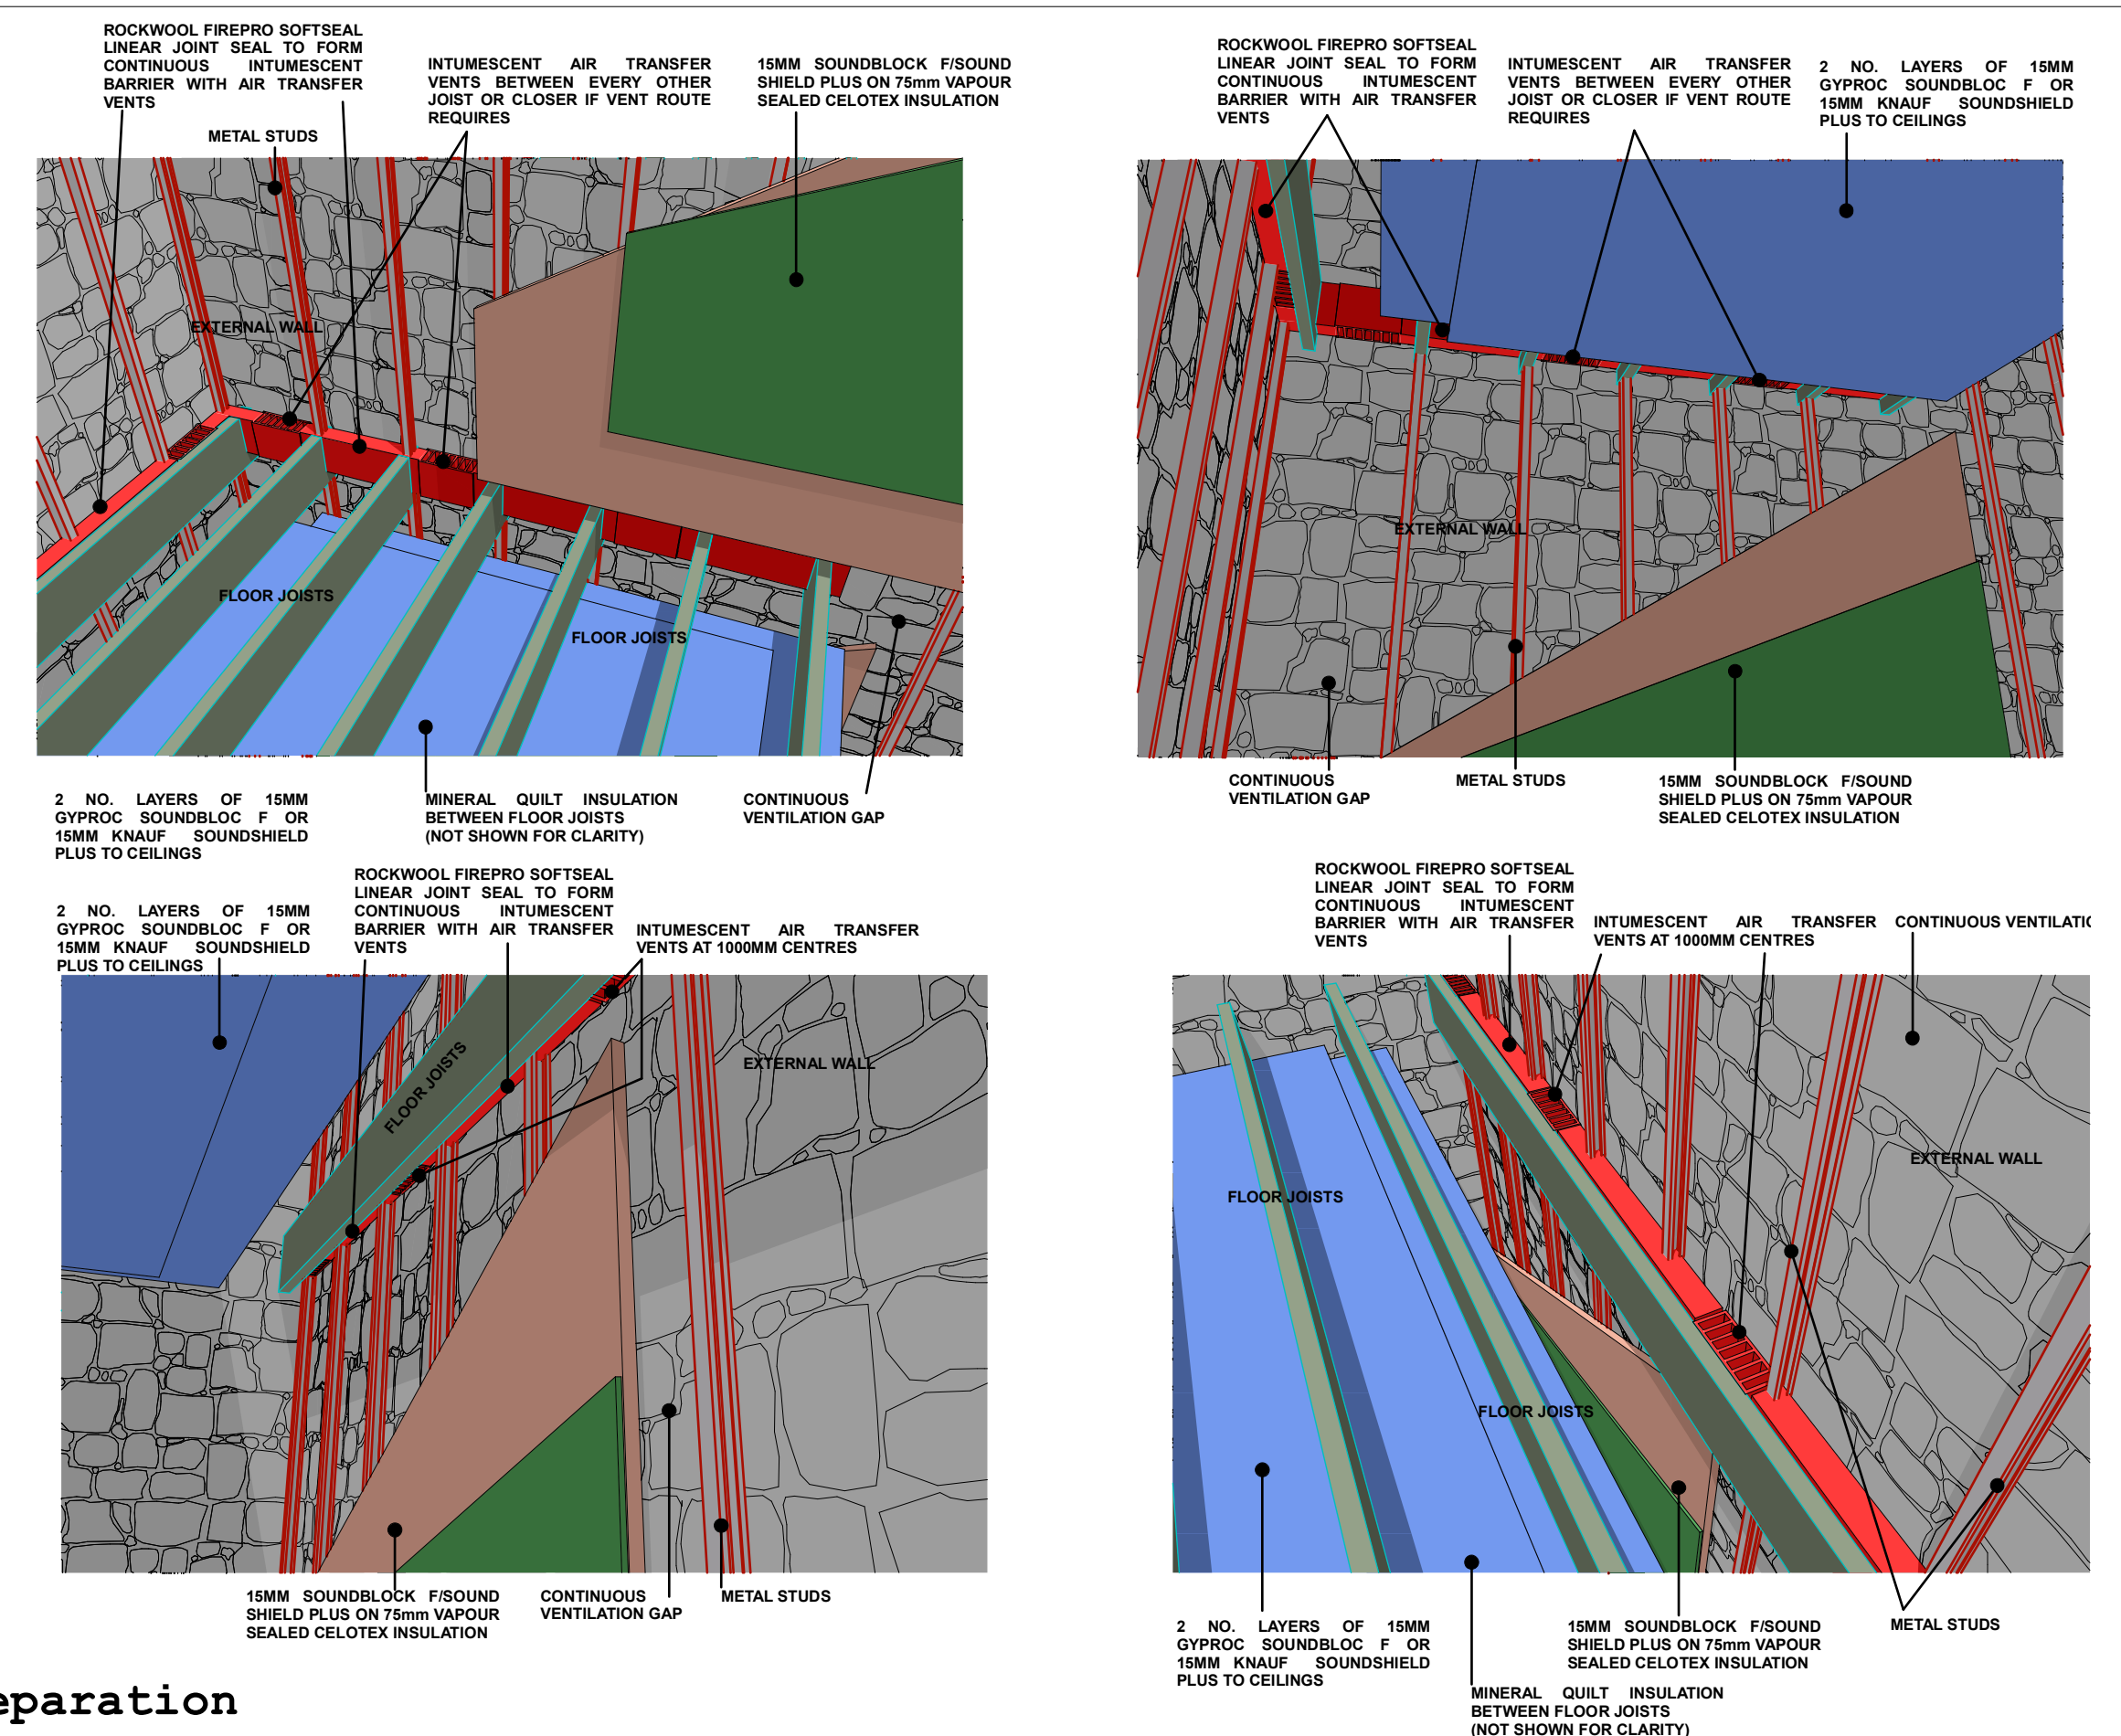 ROCKWOOL FIREPRO SOFTSEAL
LINEAR JOINT SEAL TO FORM
CONTINUOUS INTUMESCENT
BARRIER WITH AIR TRANSFER
VENTS
METAL STUDS
INTUMESCENT AIR TRANSFER
VENTS BETWEEN EVERY OTHER
JOIST OR CLOSER IF VENT ROUTE
REQUIRES
15MM SOUNDBLOCK F/SOUND
SHIELD PLUS ON 75mm VAPOUR
SEALED CELOTEX INSULATION
EXTERNAL WALL
FLOOR JOISTS
FLOOR JOISTS
2 NO. LAYERS OF 15MM
GYPROC SOUNDBLOC F OR
15MM KNAUF SOUNDSHIELD
PLUS TO CEILINGS
MINERAL QUILT INSULATION
BETWEEN FLOOR JOISTS
(NOT SHOWN FOR CLARITY)
CONTINUOUS
VENTILATION GAP
ROCKWOOL FIREPRO SOFTSEAL
LINEAR JOINT SEAL TO FORM
CONTINUOUS INTUMESCENT
BARRIER WITH AIR TRANSFER
VENTS
INTUMESCENT AIR TRANSFER
VENTS BETWEEN EVERY OTHER
JOIST OR CLOSER IF VENT ROUTE
REQUIRES
2 NO. LAYERS OF 15MM
GYPROC SOUNDBLOC F OR
15MM KNAUF SOUNDSHIELD
PLUS TO CEILINGS
EXTERNAL WALL
CONTINUOUS
VENTILATION GAP
METAL STUDS
15MM SOUNDBLOCK F/SOUND
SHIELD PLUS ON 75mm VAPOUR
SEALED CELOTEX INSULATION
2 NO. LAYERS OF 15MM
GYPROC SOUNDBLOC F OR
15MM KNAUF SOUNDSHIELD
PLUS TO CEILINGS
ROCKWOOL FIREPRO SOFTSEAL
LINEAR JOINT SEAL TO FORM
CONTINUOUS INTUMESCENT
BARRIER WITH AIR TRANSFER
VENTS
INTUMESCENT AIR TRANSFER
VENTS AT 1000MM CENTRES
FLOOR JOISTS
EXTERNAL WALL
15MM SOUNDBLOCK F/SOUND
SHIELD PLUS ON 75mm VAPOUR
SEALED CELOTEX INSULATION
CONTINUOUS
VENTILATION GAP
METAL STUDS
ROCKWOOL FIREPRO SOFTSEAL
LINEAR JOINT SEAL TO FORM
CONTINUOUS INTUMESCENT
BARRIER WITH AIR TRANSFER
VENTS
INTUMESCENT AIR TRANSFER
VENTS AT 1000MM CENTRES
CONTINUOUS VENTILATIO
EXTERNAL WALL
FLOOR JOISTS
FLOOR JOISTS
2 NO. LAYERS OF 15MM
GYPROC SOUNDBLOC F OR
15MM KNAUF SOUNDSHIELD
PLUS TO CEILINGS
15MM SOUNDBLOCK F/SOUND
SHIELD PLUS ON 75mm VAPOUR
SEALED CELOTEX INSULATION
METAL STUDS
MINERAL QUILT INSULATION
BETWEEN FLOOR JOISTS
(NOT SHOWN FOR CLARITY)
eparation